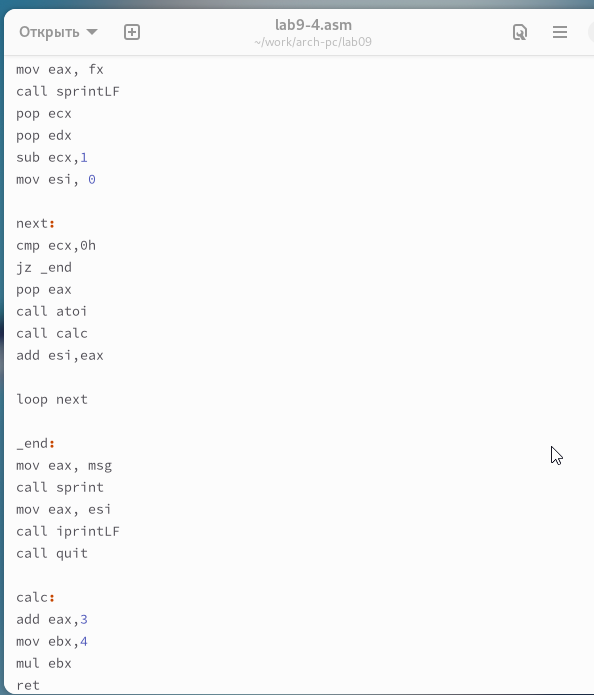 Открыть
lab9-4.asm
~/work/arch-pc/lab09
mov eax, fx
call sprintLF
pop ecx
pop edx
sub ecx,1
mov esi, 0
next:
cmp ecx,0h
jz _end
pop eax
call atoi
call calc
add esi,eax
loop next
_end:
mov eax, msg
call sprint
mov eax, esi
call iprintLF
call quit
calc:
add eax,3
mov ebx,4
mul ebx
ret